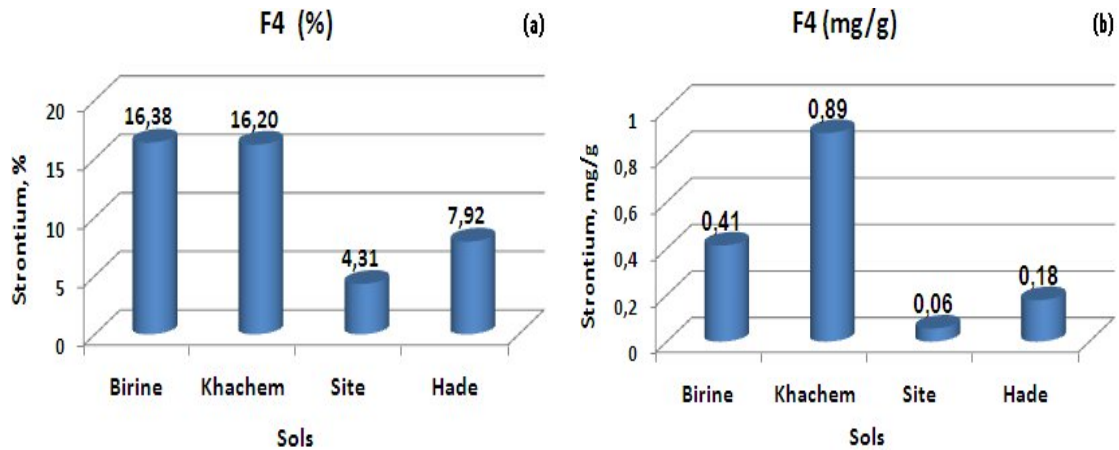 F4 (%)
(a)
Strontium, %
20
15
10
5
0
16,38
16,20
4,31
7,92
Birine Khachem Site Hade
Sols
F4 (mg/g)
(b)
Strontium, mg/g
1
0,8
0,6
0,4
0,2
0
0,41
0,89
0,06
0,18
Birine Khachem Site Hade
Sols